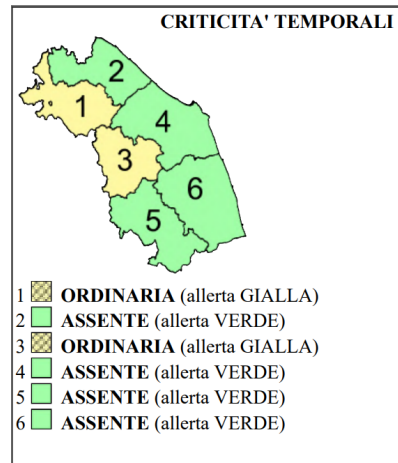 CRITICITA' TEMPORALI
2
1
4
3
6
5
1 ORDINARIA (allerta GIALLA)
2 ASSENTE (allerta VERDE)
3 ORDINARIA (allerta GIALLA)
4 ASSENTE (allerta VERDE)
5 ASSENTE (allerta VERDE)
6 ASSENTE (allerta VERDE)